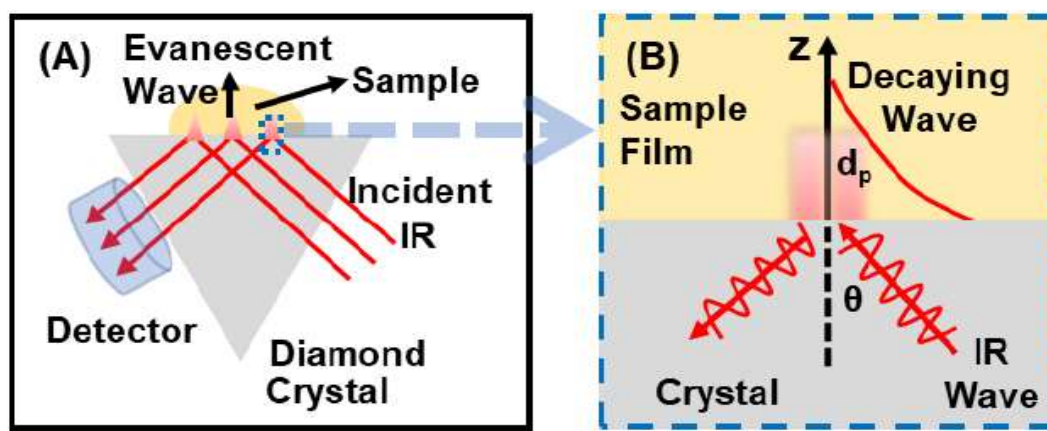 (A)
Evanescent
Wave
Sample
Incident
IR
Detector
Diamond
Crystal
(B)
z
Decaying
Wave
Sample
Film
dp
θ
IR
Wave
Crystal